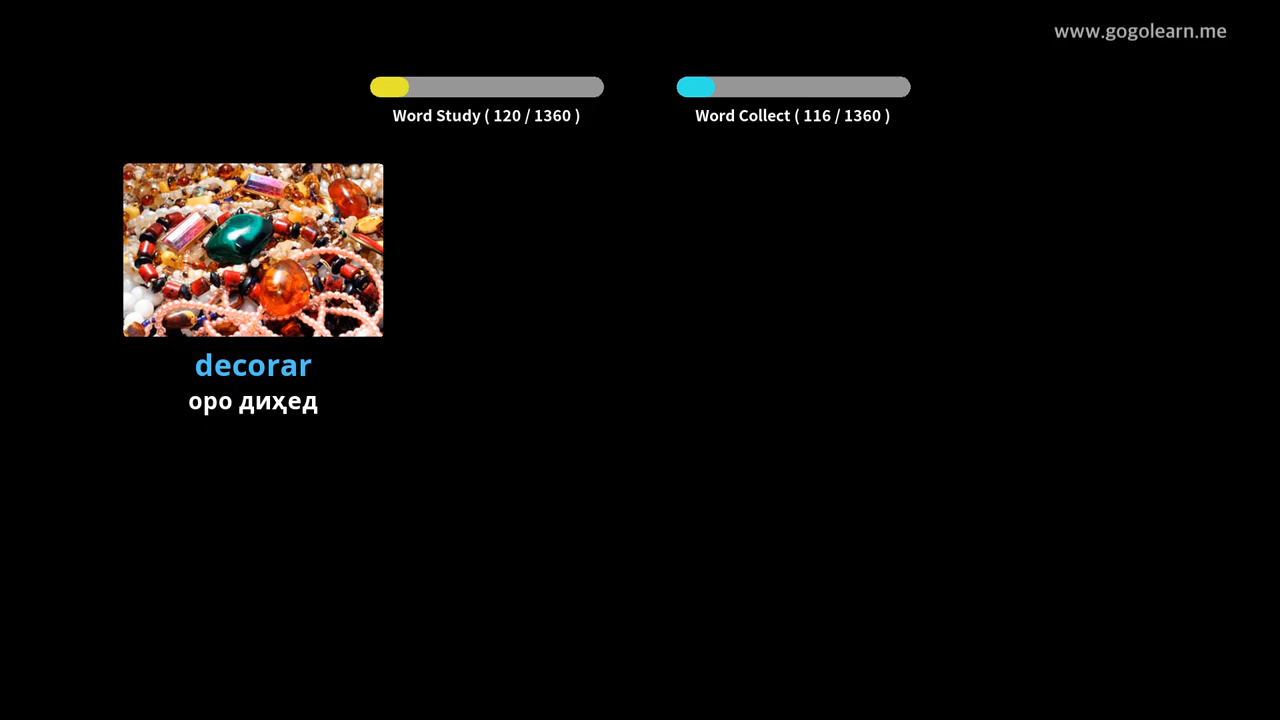 www.gogolearn.me
Word Study ( 120 / 1360 )
Word Collect ( 116 / 1360 )
decorar
оро диҳед